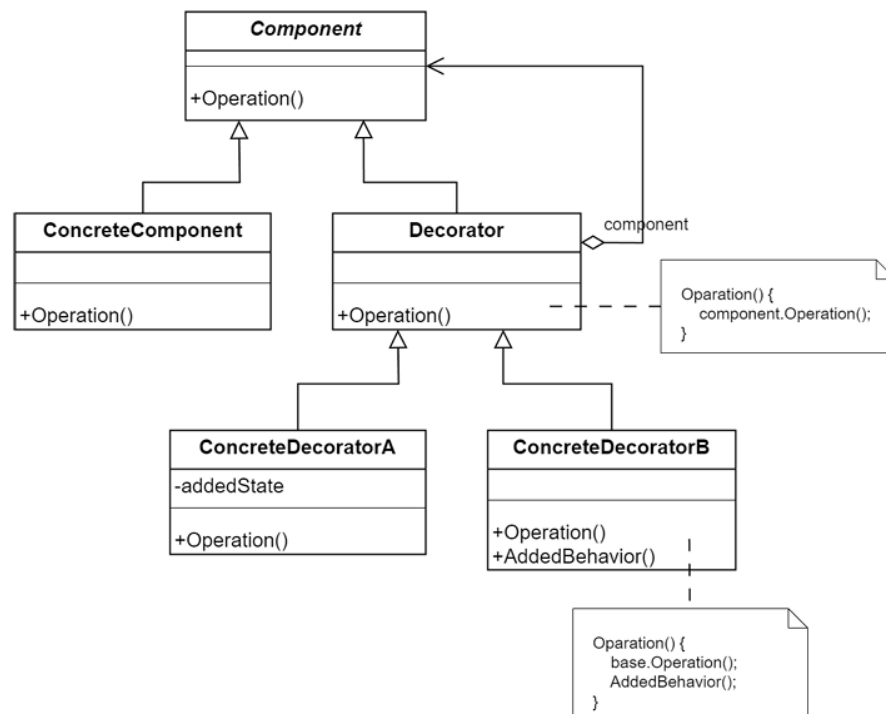 Component
+Operation()
ConcreteComponent
+Operation()
Decorator
+Operation()
component
Oparation() {
component.Operation();
}
ConcreteDecoratorA
-addedState
+Operation()
ConcreteDecoratorB
+Operation()
+AddedBehavior()
Oparation() {
base.Operation();
AddedBehavior();
}